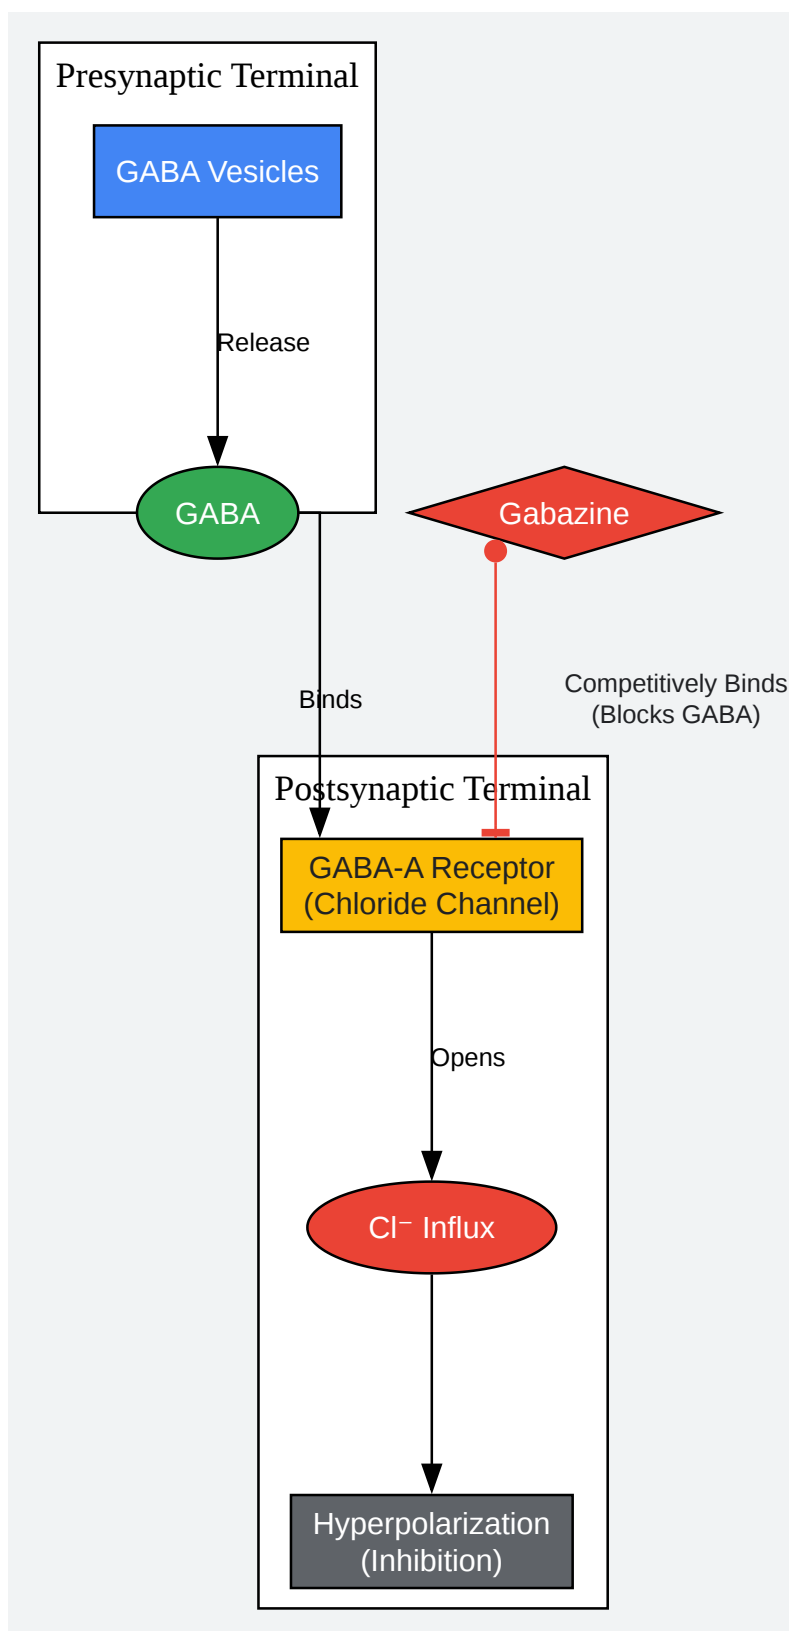 Presynaptic Terminal
GABA Vesicles
Release
GABA
Gabazine
Competitively Binds
(Blocks GABA)
Binds
Postsynaptic Terminal
GABA-A Receptor
(Chloride Channel)
Opens
Cl⁻ Influx
Hyperpolarization
(Inhibition)